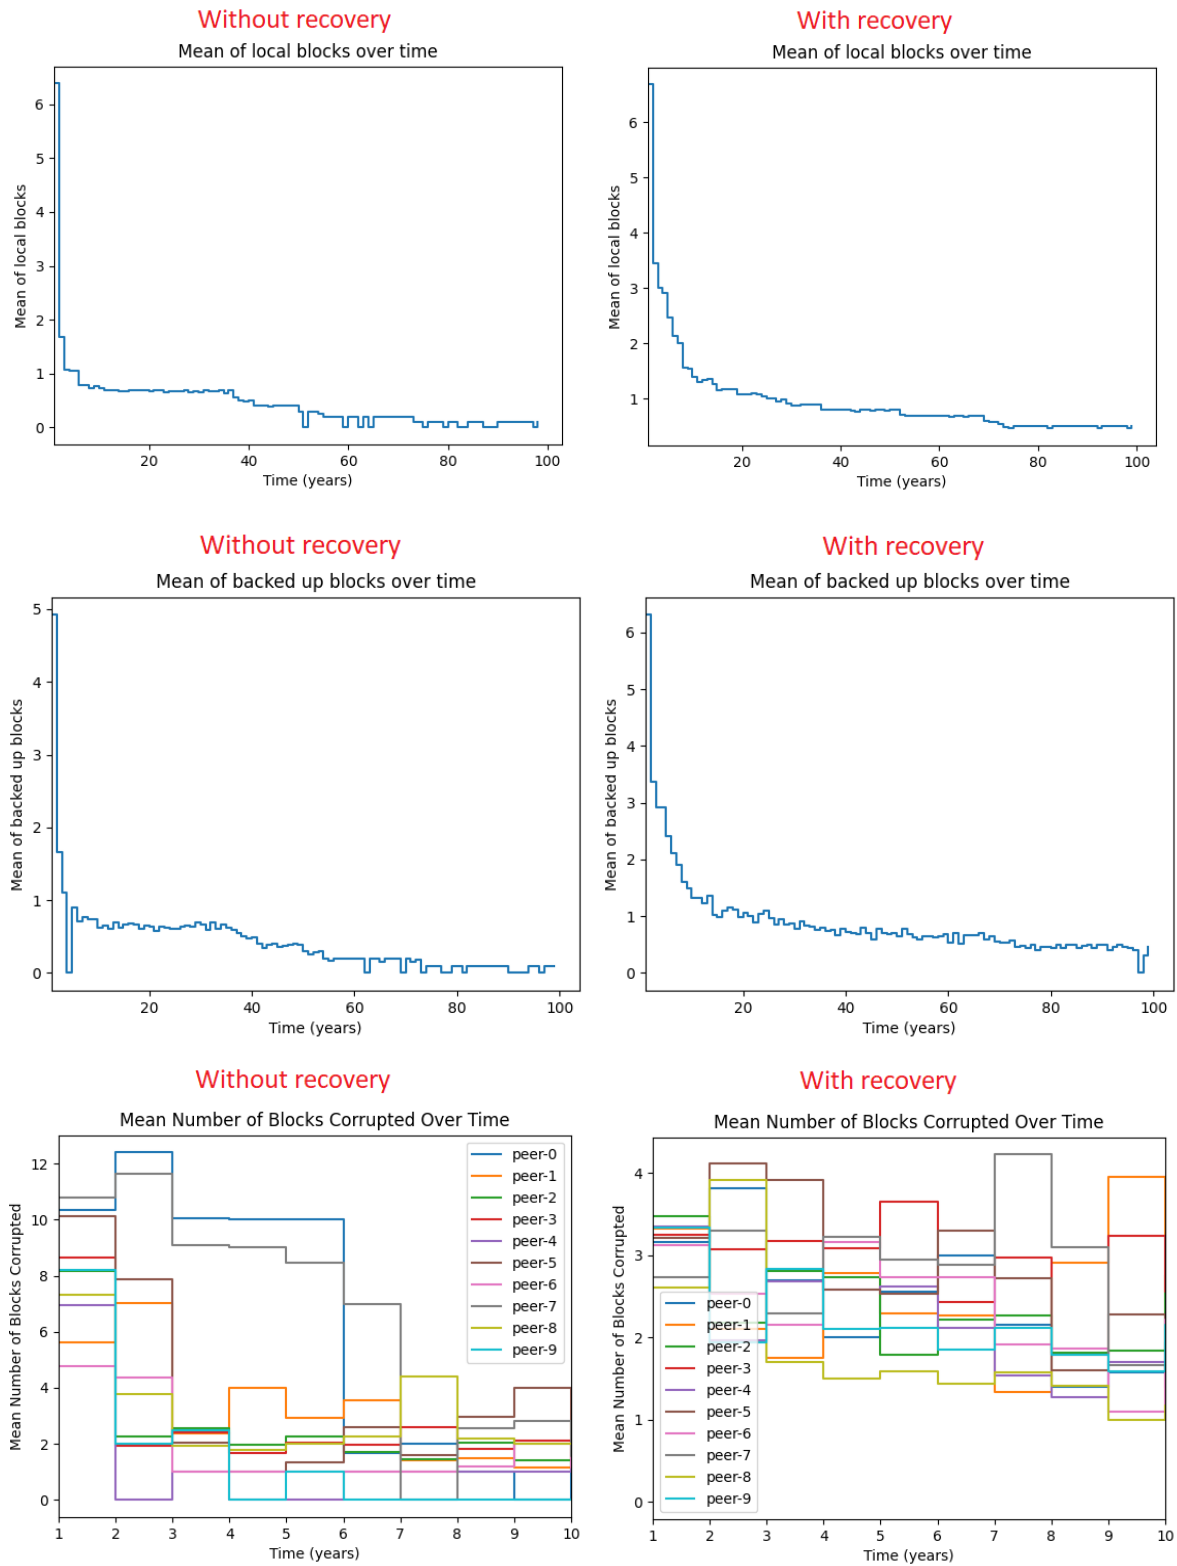 Without recovery
With recovery
Mean of local blocks over time
Mean of local blocks over time
Mean of local blocks
6
5
4
3
2
1
0
20
40
60
80
100
Time (years)
Mean of local blocks
6
5
4
3
2
1
20
40
60
80
100
Time (years)
Without recovery
With recovery
Mean of backed up blocks over time
Mean of backed up blocks over time
Mean of backed up blocks
5
4
3
2
1
0
20
40
60
80
100
Time (years)
Mean of backed up blocks
6
5
4
3
2
1
0
20
40
60
80
100
Time (years)
Without recovery
With recovery
Mean Number of Blocks Corrupted Over Time
Mean Number of Blocks Corrupted Over Time
Mean Number of Blocks Corrupted
12
10
8
6
4
2
0
peer-0
peer-1
peer-2
peer-3
peer-4
peer-5
peer-6
peer-7
peer-8
peer-9
1
2
3
4
5
6
7
8
9
10
Time (years)
Mean Number of Blocks Corrupted
4
3
2
1
0
peer-0
peer-1
peer-2
peer-3
peer-4
peer-5
peer-6
peer-7
peer-8
peer-9
1
2
3
4
5
6
7
8
9
10
Time (years)